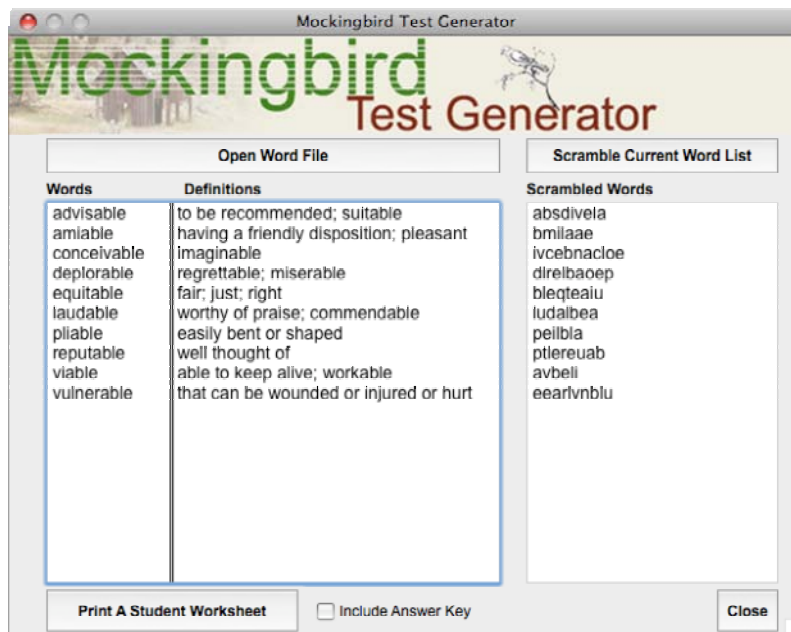 Mockingbird Test Generator
Mockingbird
Test Generator
Open Word File
Scramble Current Word List
Words Definitions Scrambled Words
advisable to be recommended; suitable absdivela
amiable having a friendly disposition; pleasant bmilaae
conceivable imaginable ivcebnacloe
deplorable regrettable; miserable dlrelbaoep
equitable fair; just; right bleqteaiu
laudable worthy of praise; commendable ludalbea
pliable easily bent or shaped peilbla
reputable well thought of ptlereuab
viable able to keep alive; workable avbeli
vulnerable that can be wounded or injured or hurt eearlvnblu
Print A Student Worksheet Include Answer Key Close